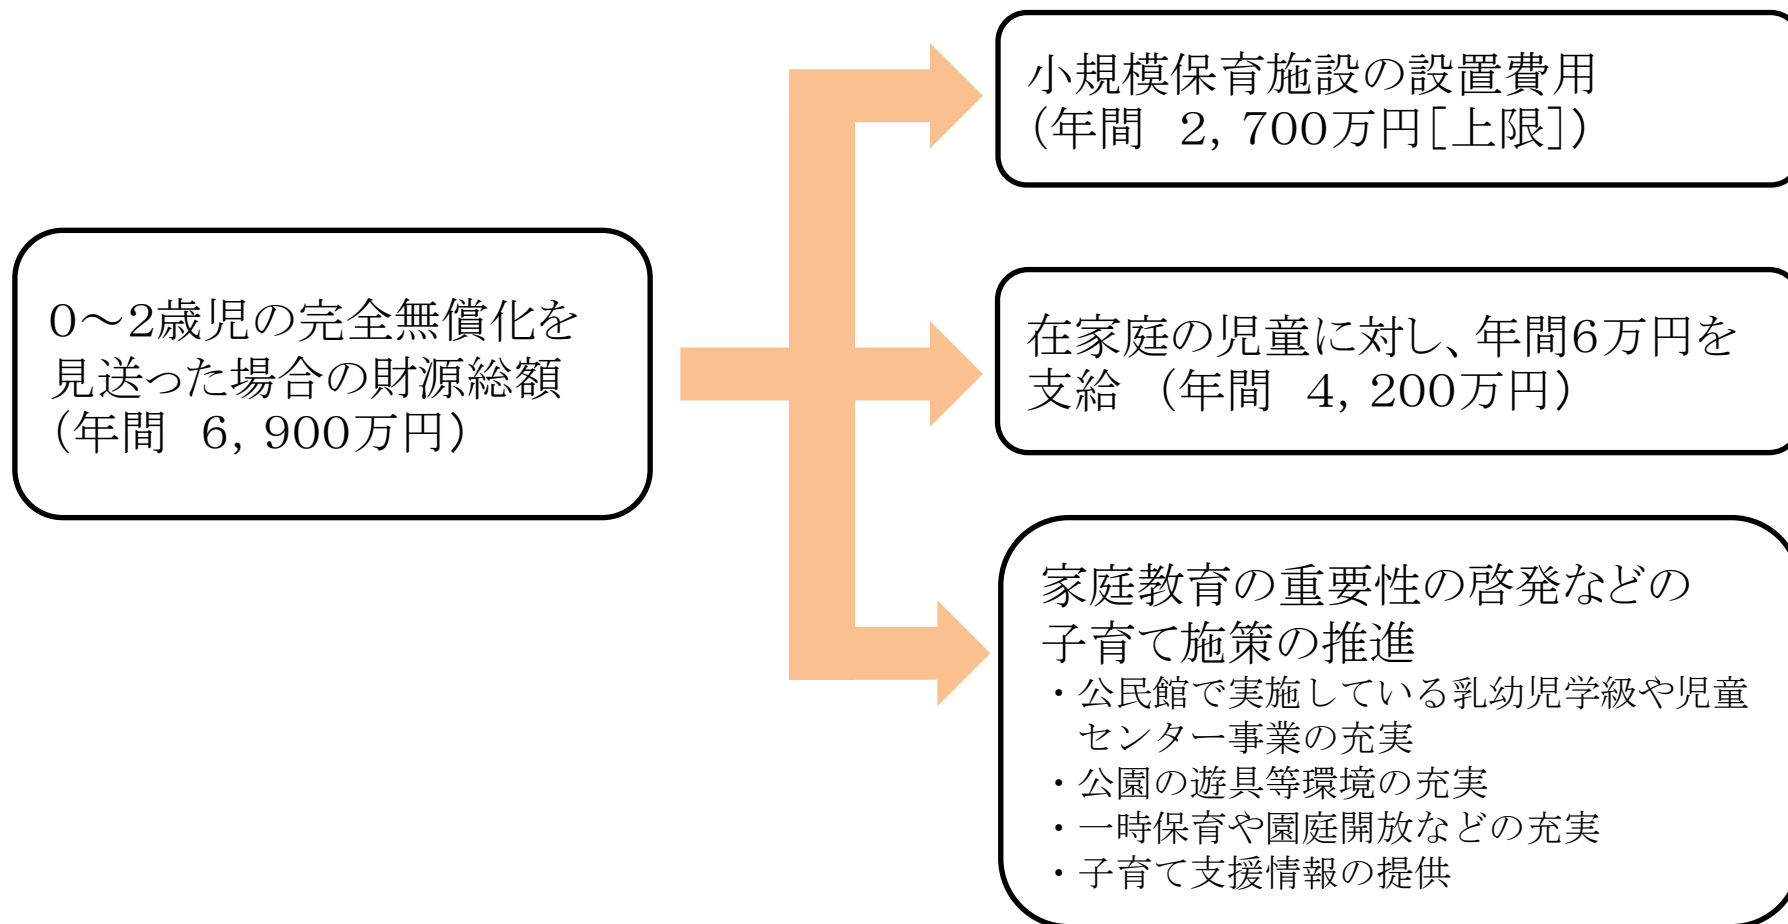 0～2歳児の完全無償化を
見送った場合の財源総額
（年間　6，900万円）
小規模保育施設の設置費用
（年間　2，700万円［上限］）
在家庭の児童に対し、年間6万円を
支給　（年間　4，200万円）
家庭教育の重要性の啓発などの
子育て施策の推進
・公民館で実施している乳幼児学級や児童
センター事業の充実
・公園の遊具等環境の充実
・一時保育や園庭開放などの充実
・子育て支援情報の提供